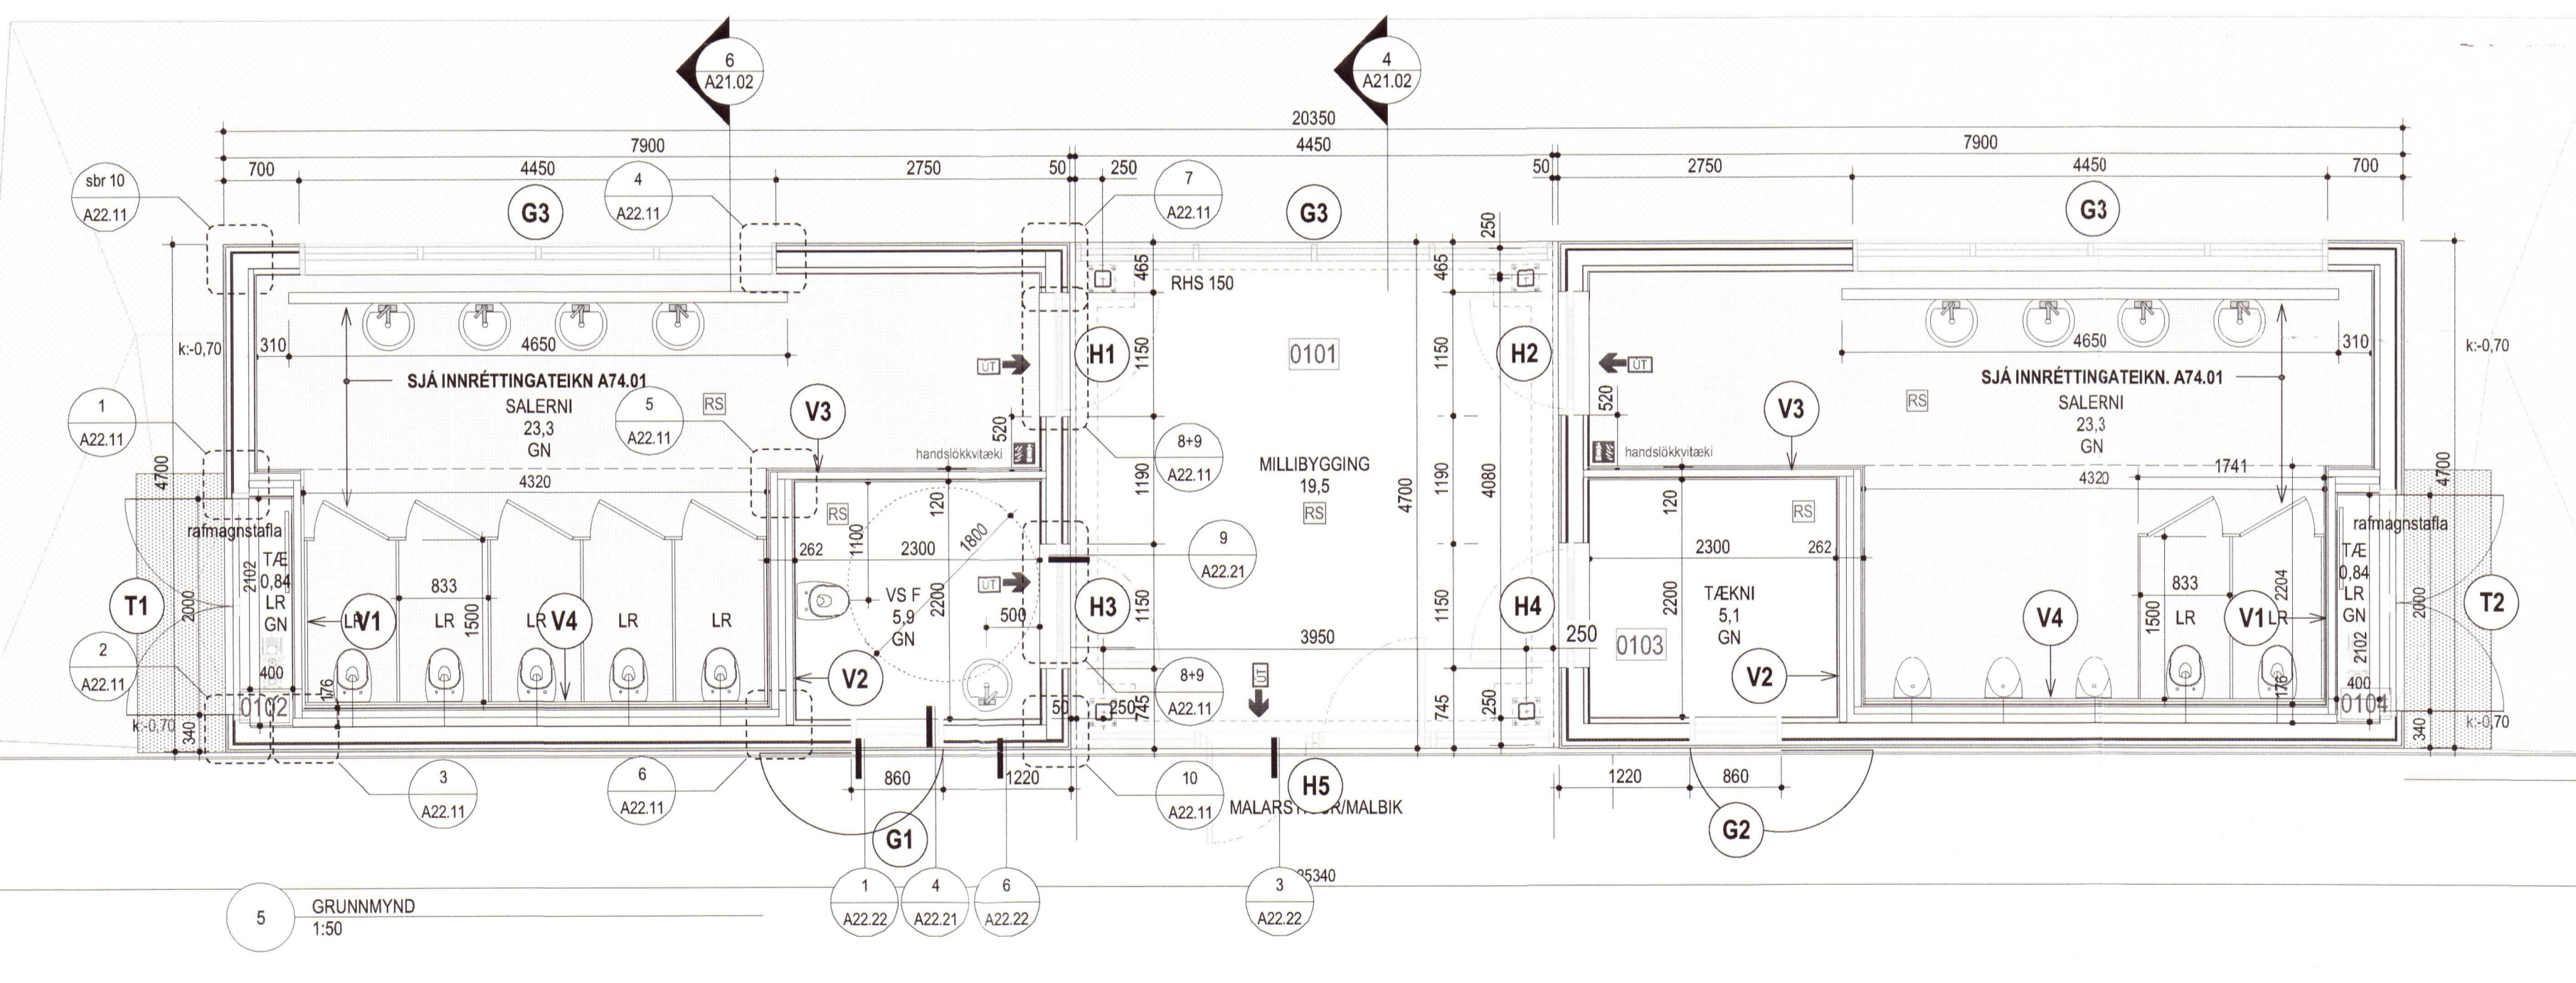 6
A21.02
4
A21.02
20350
7900
4450
7900
700
4450
2750
50
250
50
2750
4450
700
sbr 10
A22.11
4
A22.11
7
A22.11
G3
G3
G3
250
465
465
RHS 150
k:-0,70
310
4650
1150
H1
0101
1150
H2
4650
310
k:-0,70
UT
UT
SJÁ INNRÉTTINGATEIKN A74.01
SALERNI
23,3
GN
RS
SJÁ INNRÉTTINGATEIKN. A74.01
SALERNI
23,3
GN
RS
1
A22.11
5
A22.11
V3
520
handslökkvitæki
8+9
A22.11
520
handslökkvitæki
V3
4700
4320
120
1190
MILLIBYGGING
19,5
RS
4700
1190
4080
120
4320
1741
4700
rafmagnstafla
TÆ
0,84
LR
GN
2102
2000
T1
RS
1100
1800
262
2300
2200
9
A22.21
RS
2300
262
2200
rafmagnstafla
TÆ
0,84
LR
GN
2102
2000
T2
833
1500
LR
V1
LR
LR
V4
LR
LR
UT
VS F
5,9
GN
500
H3
1150
1150
H4
TÆKNI
5,1
GN
833
1500
2204
LR
V1
LR
V4
2
A22.11
400
176
0102
k:-0,70
340
V2
50
250
745
8+9
A22.11
UT
3950
250
0103
745
250
V2
176
400
0104
340
k:-0,70
3
A22.11
6
A22.11
860
1220
10
A22.11
H5
MALARSTÍGUR/MALBIK
1220
860
G1
G2
25340
1
A22.22
4
A22.21
6
A22.22
3
A22.22
5
GRUNNMYND
1:50